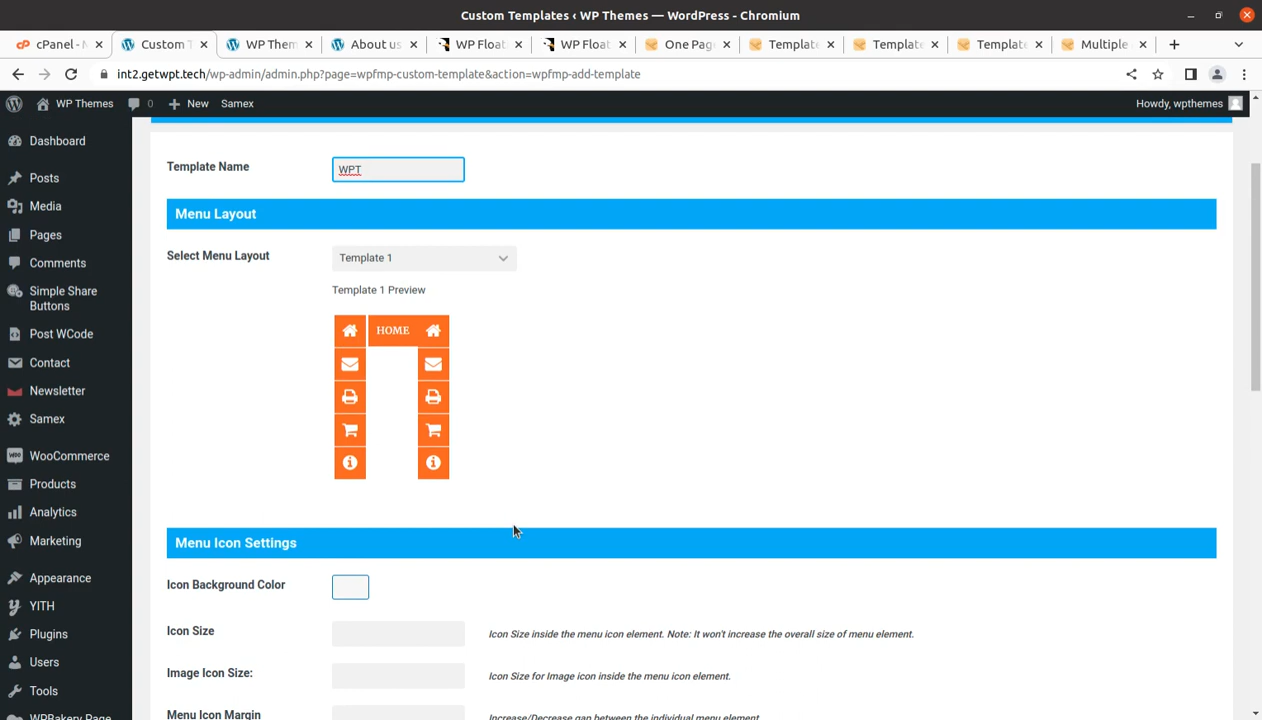 Custom Templates ‹ WP Themes — WordPress - Chromium
cPanel - M
Custom T
WP Them
About us
WP Float
WP Float
One Pag
Template
Template
Template
Multiple
int2.getwpt.tech/wp-admin/admin.php?page=wpfmp-custom-template&action=wpfmp-add-template
WP Themes
0
New
Samex
Howdy, wpthemes
Dashboard
Posts
Media
Pages
Comments
Simple Share
Buttons
Post WCode
Contact
Newsletter
Samex
WooCommerce
Products
Analytics
Marketing
Appearance
YITH
Plugins
Users
Tools
WPBakery Page
Template Name
WPT
Menu Layout
Select Menu Layout
Template 1
Template 1 Preview
HOME
Menu Icon Settings
Icon Background Color
Icon Size
Icon Size inside the menu icon element. Note: It won't increase the overall size of menu element.
Image Icon Size:
Icon Size for Image icon inside the menu icon element.
Menu Icon Margin
Increase/Decrease gap between the individual menu element